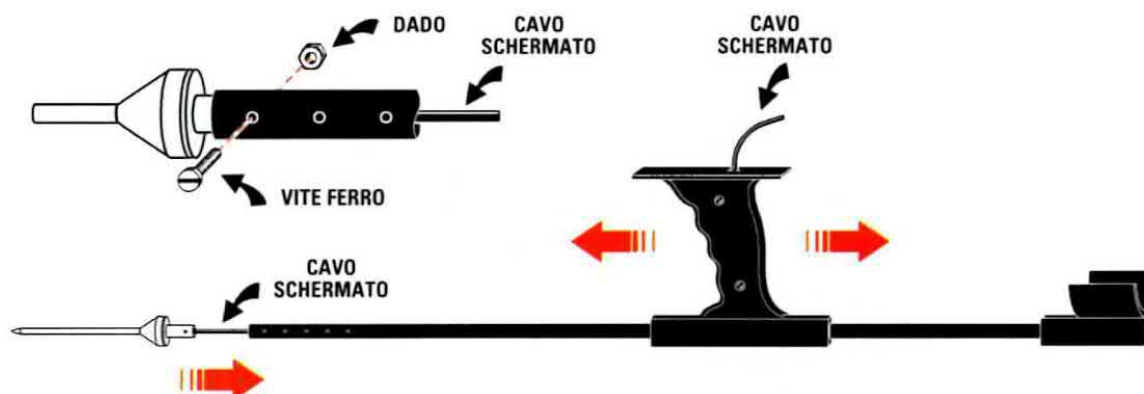 DADO
CAVO
SCHERMATO
CAVO
SCHERMATO
VITE FERRO
CAVO
SCHERMATO